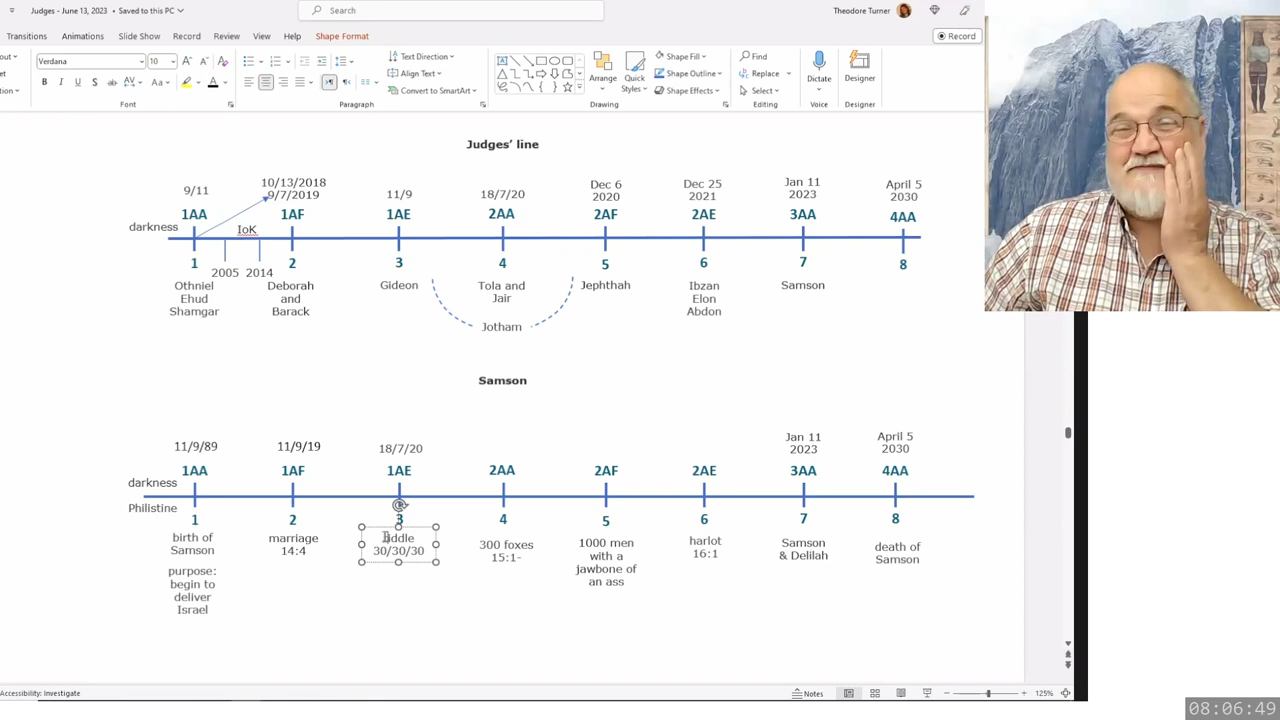 Judges - June 13, 2023 • Saved to this PC
Search
Theodore Turner
Transitions Animations Slide Show Record Review View Help Shape Format
Record
Verdana
Text Direction
Align Text
Convert to SmartArt
Arrange
Quick Styles
Shape Fill
Shape Outline
Shape Effects
Find
Replace
Select
Dictate
Designer
Font Paragraph Drawing Editing Voice Designer
Judges' line
9/11
10/13/2018
9/7/2019
11/9
18/7/20
Dec 6
2020
Dec 25
2021
Jan 11
2023
April 5
2030
1AA 1AF 1AE 2AA 2AF 2AE 3AA 4AA
darkness
IoK
1 2 3 4 5 6 7 8
2005 2014
Othniel
Ehud
Shamgar
Deborah
and
Barack
Gideon
Tola and
Jair
Jotham
Jephthah
Ibzan
Elon
Abdon
Samson
Samson
11/9/89
11/9/19
18/7/20
Jan 11
2023
April 5
2030
1AA 1AF 1AE 2AA 2AF 2AE 3AA 4AA
darkness
Philistine
1 2 3 4 5 6 7 8
birth of
Samson
purpose:
begin to
deliver
Israel
marriage
14:4
riddle
30/30/30
300 foxes
15:1-
1000 men
with a
jawbone of
an ass
harlot
16:1
Samson
& Delilah
death of
Samson
Accessibility: Investigate
Notes
125%
08:06:49